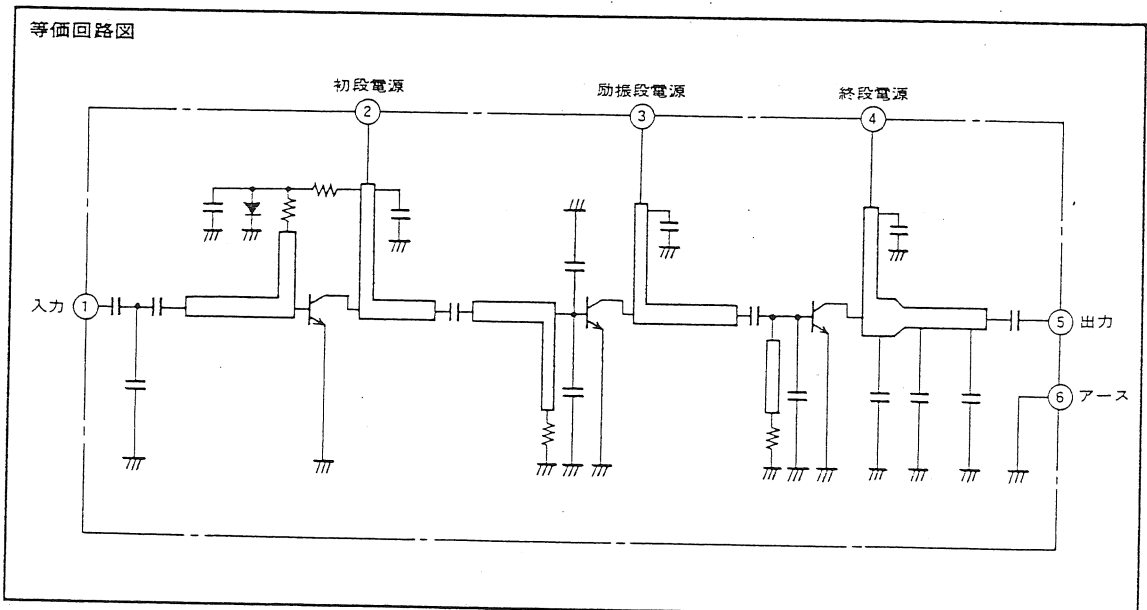 等価回路図
初段電源
②
励振段電源
③
終段電源
④
入力 ①
⑤ 出力
⑥ アース